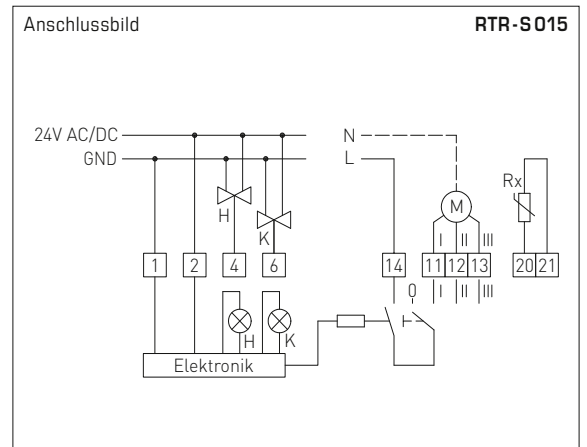 Anschlussbild RTR-S015
24V AC/DC N
GND L
Rx
H M
K I II III
1 2 4 6 14 11 12 13 20 21
0 I II III
H K
Elektronik